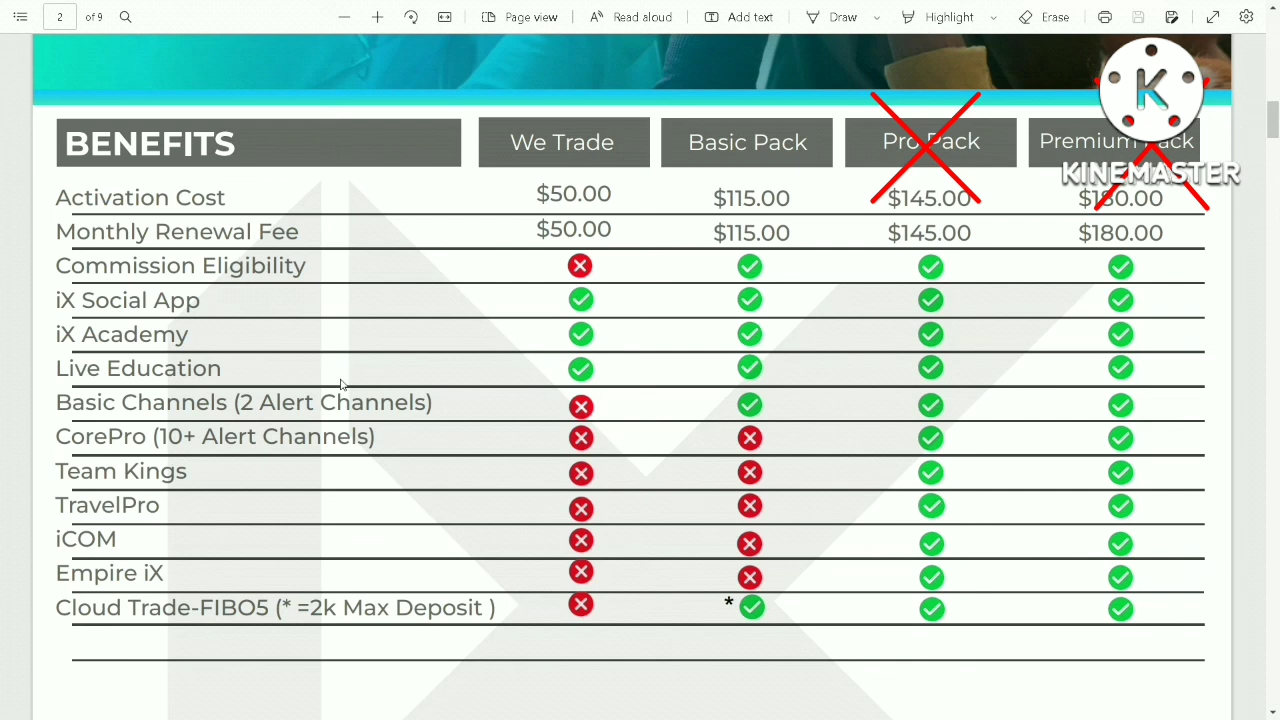 2 of 9 Page view Read aloud Add text Draw Highlight Erase
K
KINEMASTER
BENEFITS We Trade Basic Pack Pro Pack Premium Pack
Activation Cost $50.00 $115.00 $145.00 $180.00
Monthly Renewal Fee $50.00 $115.00 $145.00 $180.00
Commission Eligibility
iX Social App
iX Academy
Live Education
Basic Channels (2 Alert Channels)
CorePro (10+ Alert Channels)
Team Kings
TravelPro
iCOM
Empire iX
Cloud Trade-FIBO5 (* =2k Max Deposit ) *